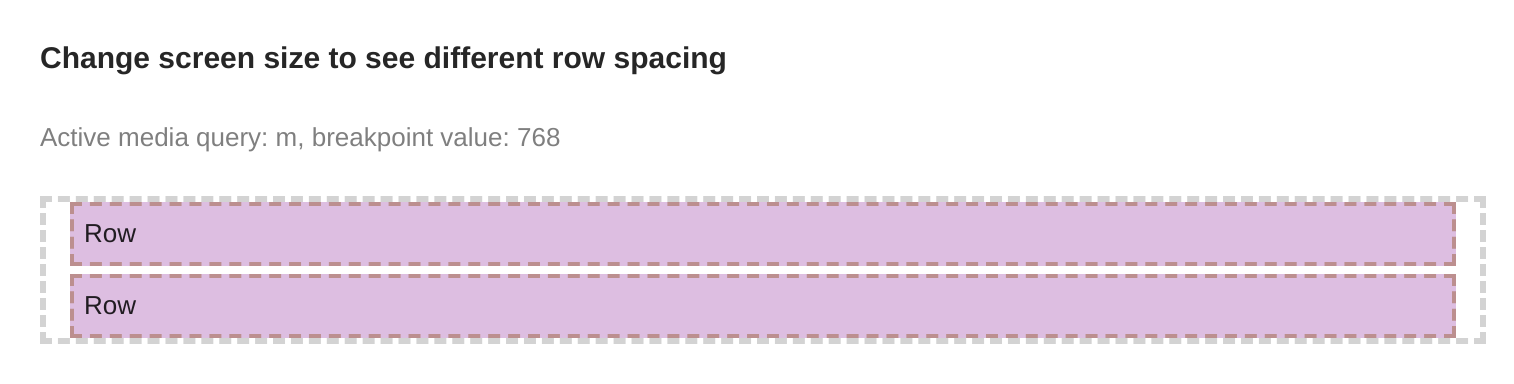 Change screen size to see different row spacing
Active media query: m, breakpoint value: 768
Row
Row